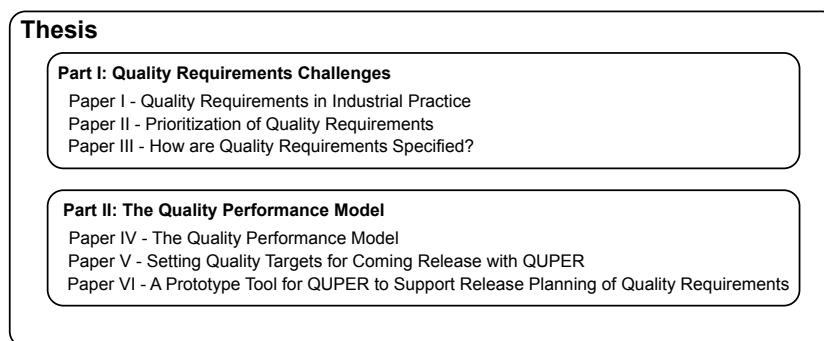 Thesis
Part I: Quality Requirements Challenges
Paper I - Quality Requirements in Industrial Practice
Paper II - Prioritization of Quality Requirements
Paper III - How are Quality Requirements Specified?
Part II: The Quality Performance Model
Paper IV - The Quality Performance Model
Paper V - Setting Quality Targets for Coming Release with QUPER
Paper VI - A Prototype Tool for QUPER to Support Release Planning of Quality Requirements